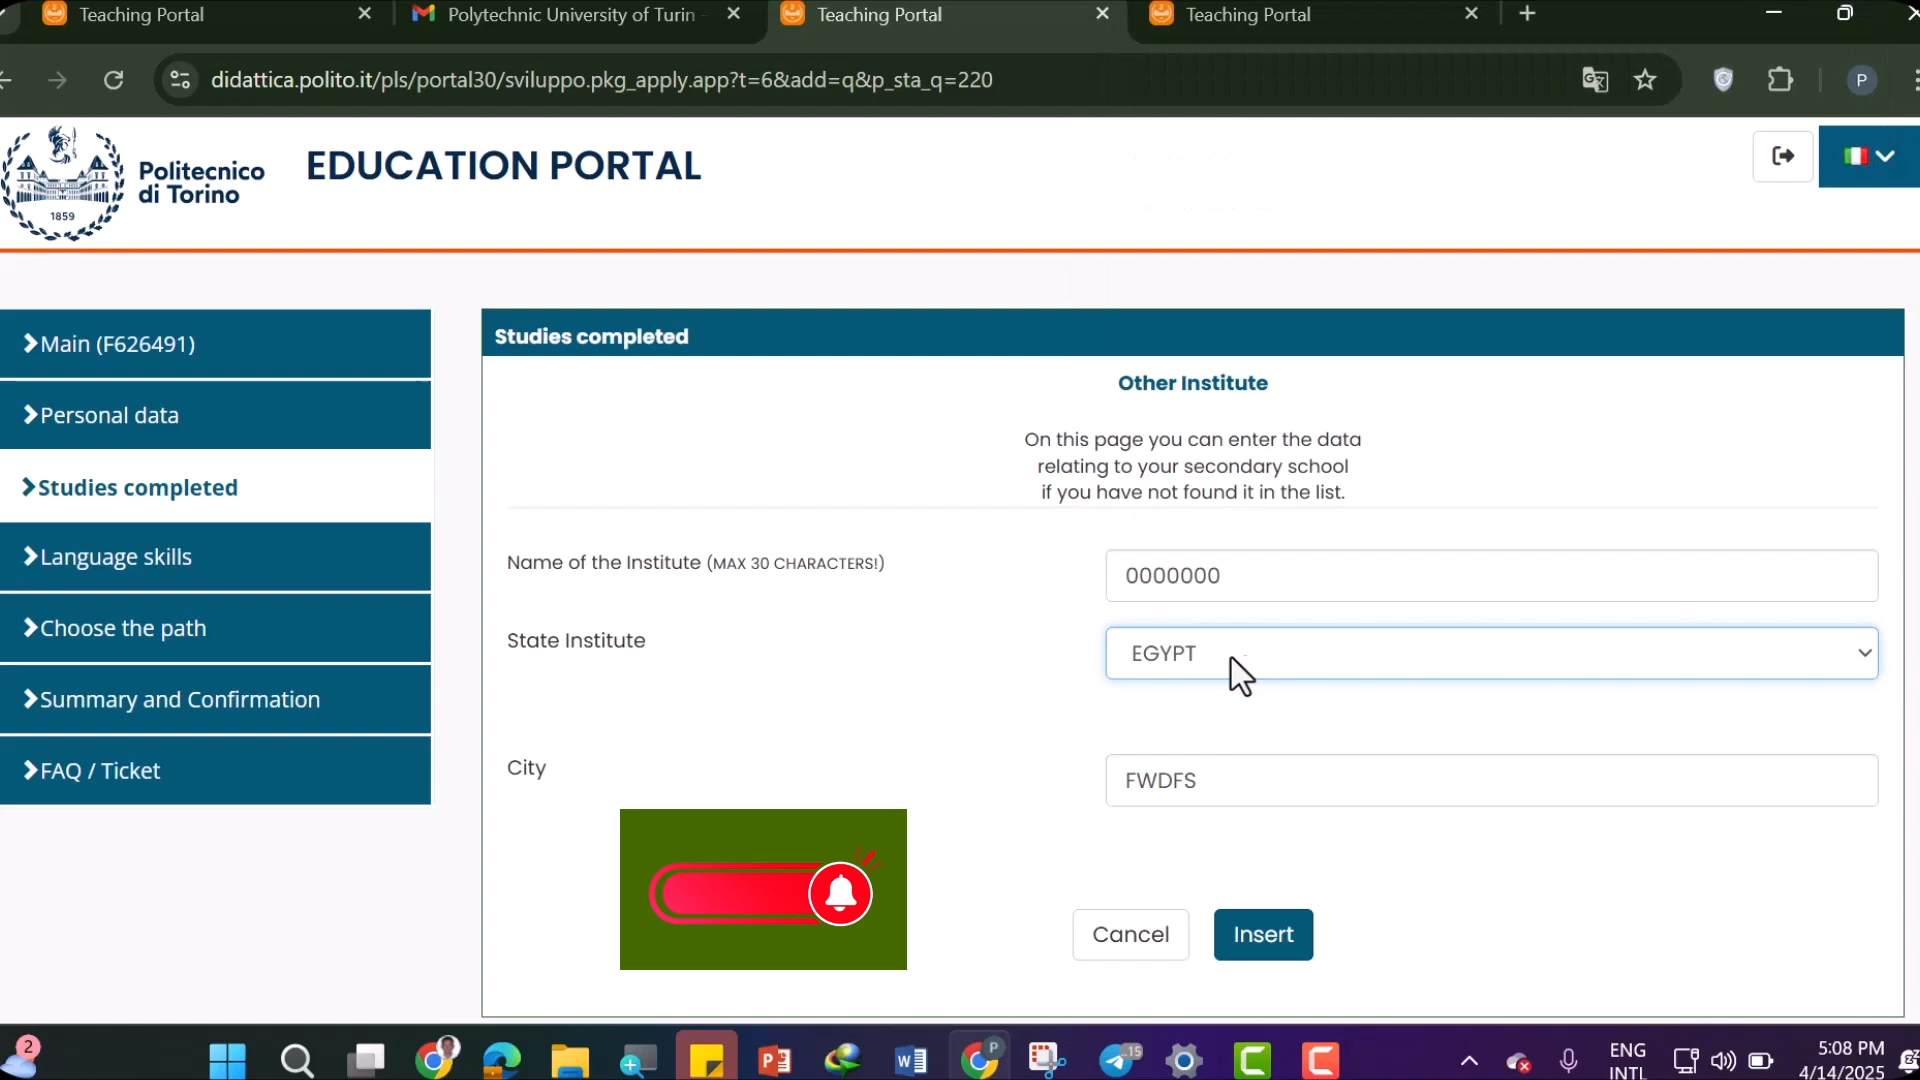 Teaching Portal
Polytechnic University of Turin
Teaching Portal
Teaching Portal
didattica.polito.it/pls/portal30/sviluppo.pkg_apply.app?t=6&add=q&p_sta_q=220
P
1859
Politecnico
di Torino
EDUCATION PORTAL
Main (F626491)
Personal data
Studies completed
Language skills
Choose the path
Summary and Confirmation
FAQ / Ticket
Studies completed
Other Institute
On this page you can enter the data
relating to your secondary school
if you have not found it in the list.
Name of the Institute (MAX 30 CHARACTERS!)
0000000
State Institute
EGYPT
City
FWDFS
Cancel
Insert
2
P
15
ENG
INTL
5:08 PM
4/14/2025